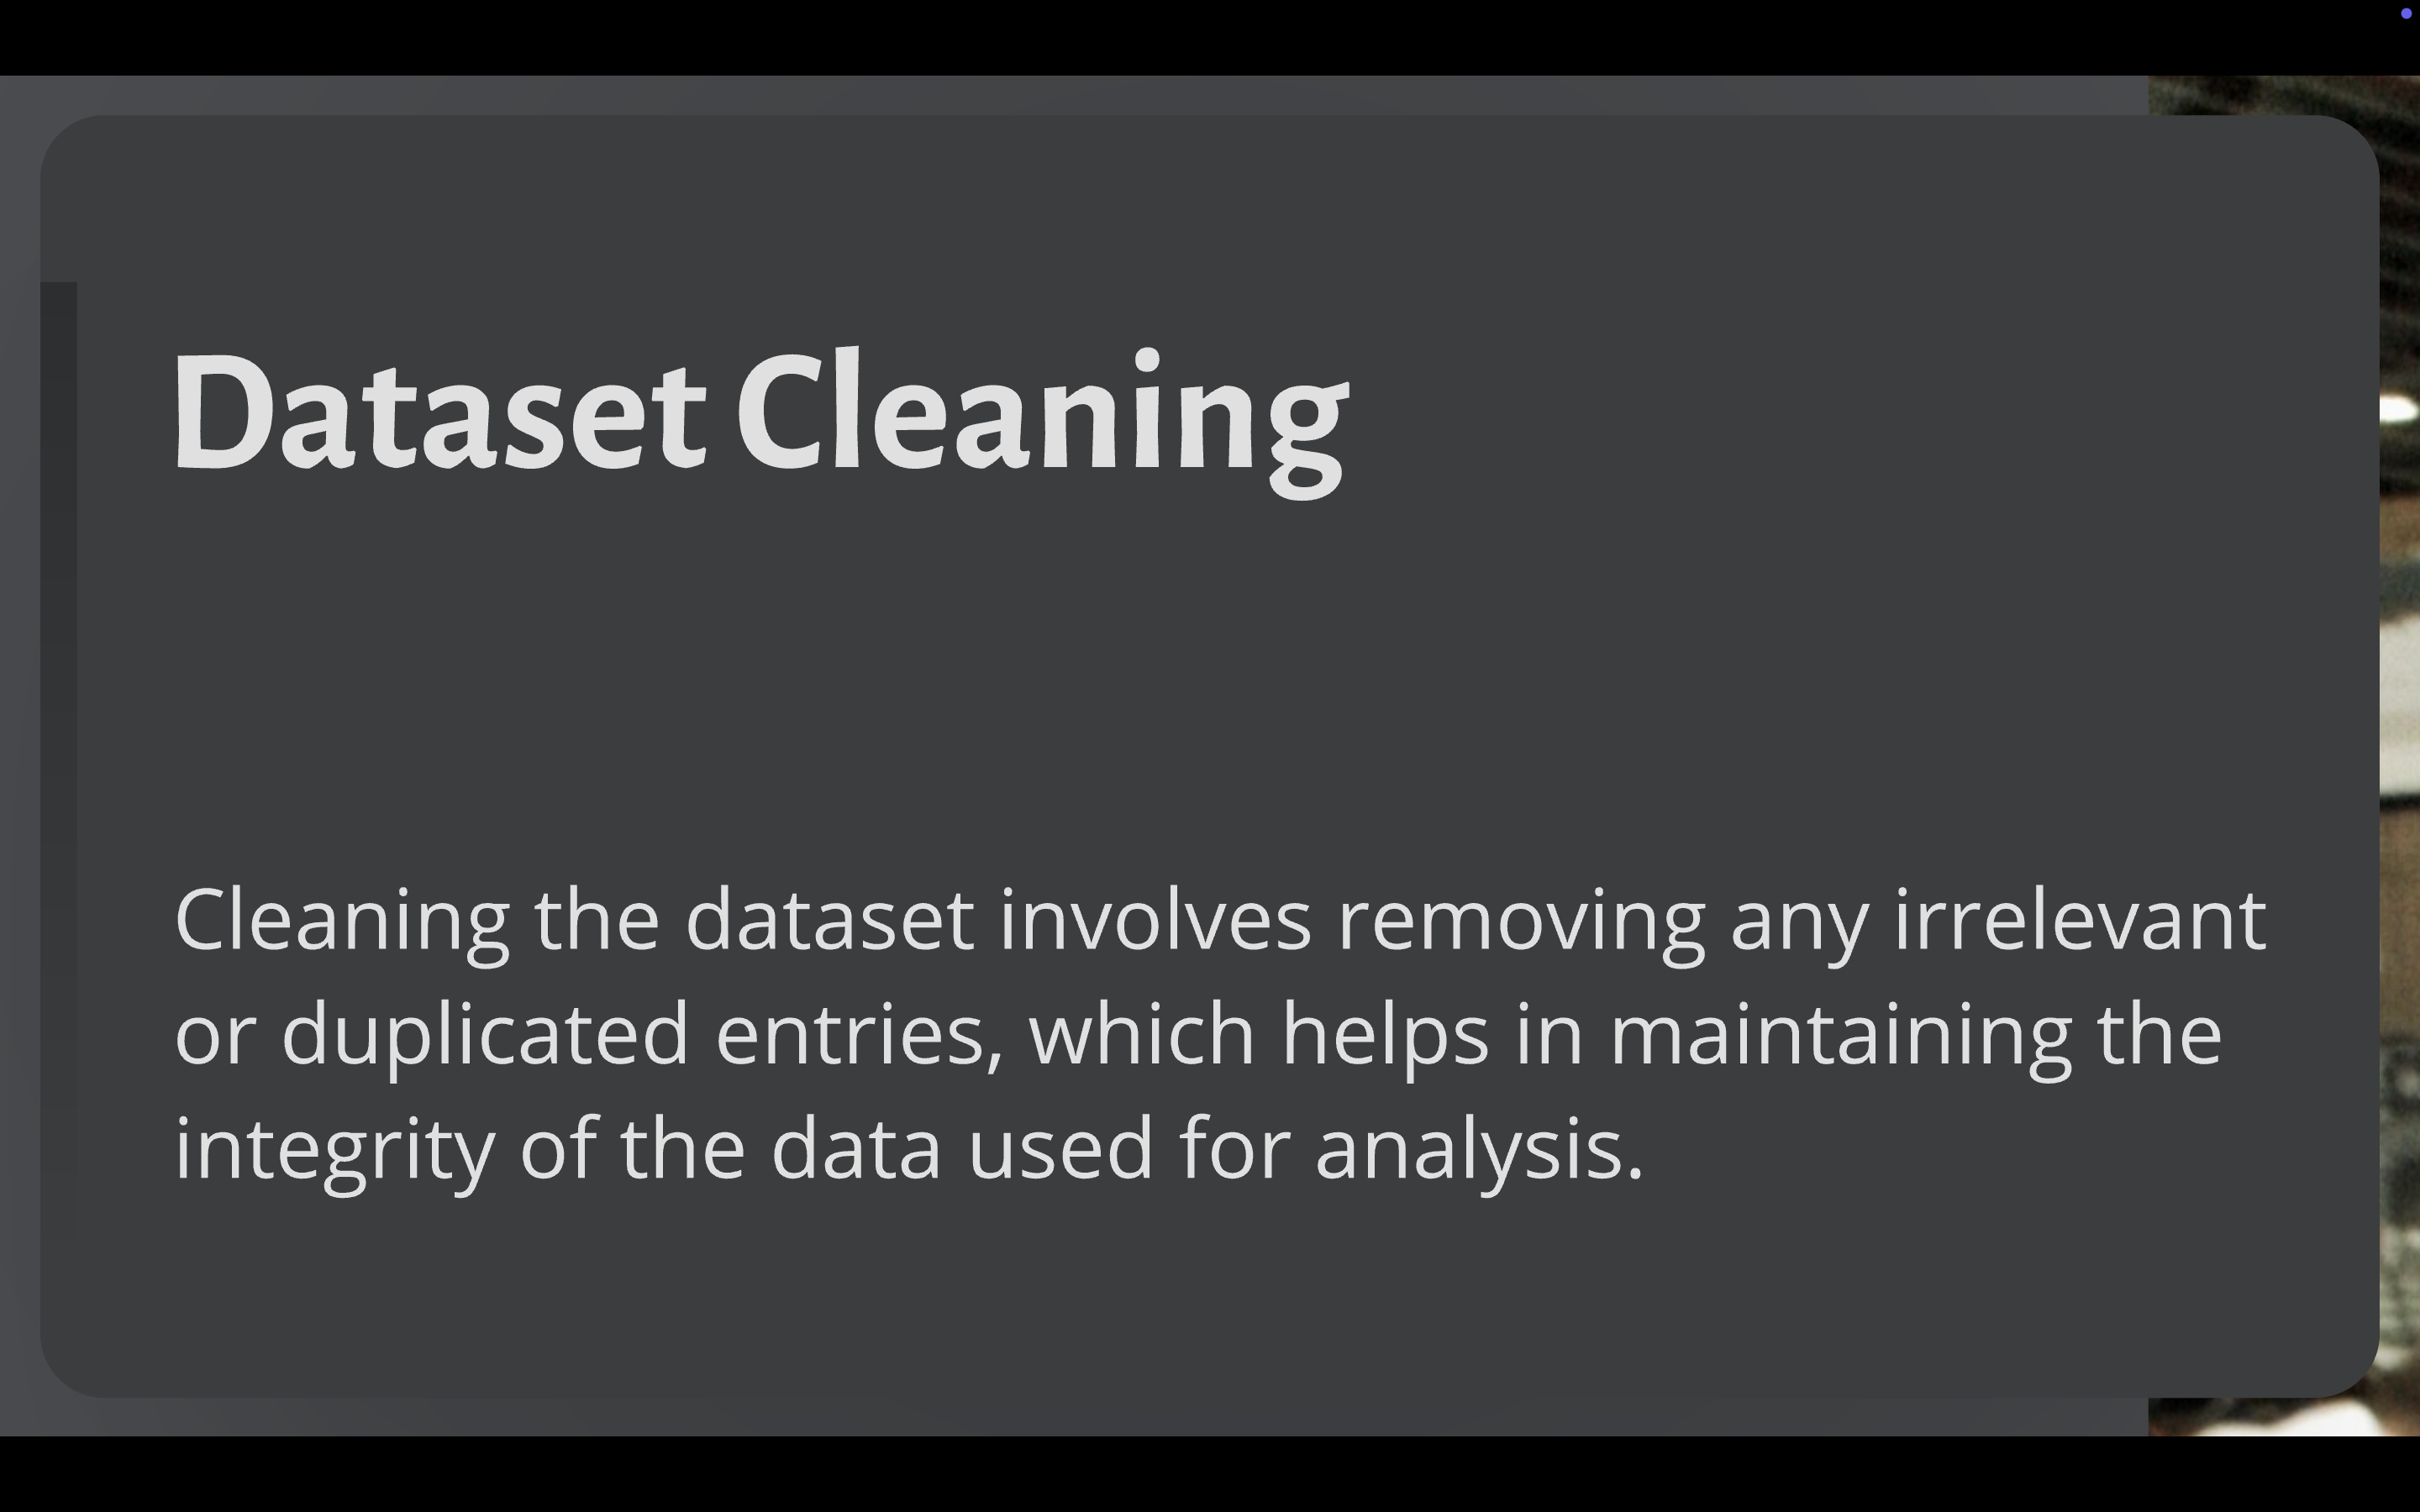 Dataset Cleaning
Cleaning the dataset involves removing any irrelevant
or duplicated entries, which helps in maintaining the
integrity of the data used for analysis.